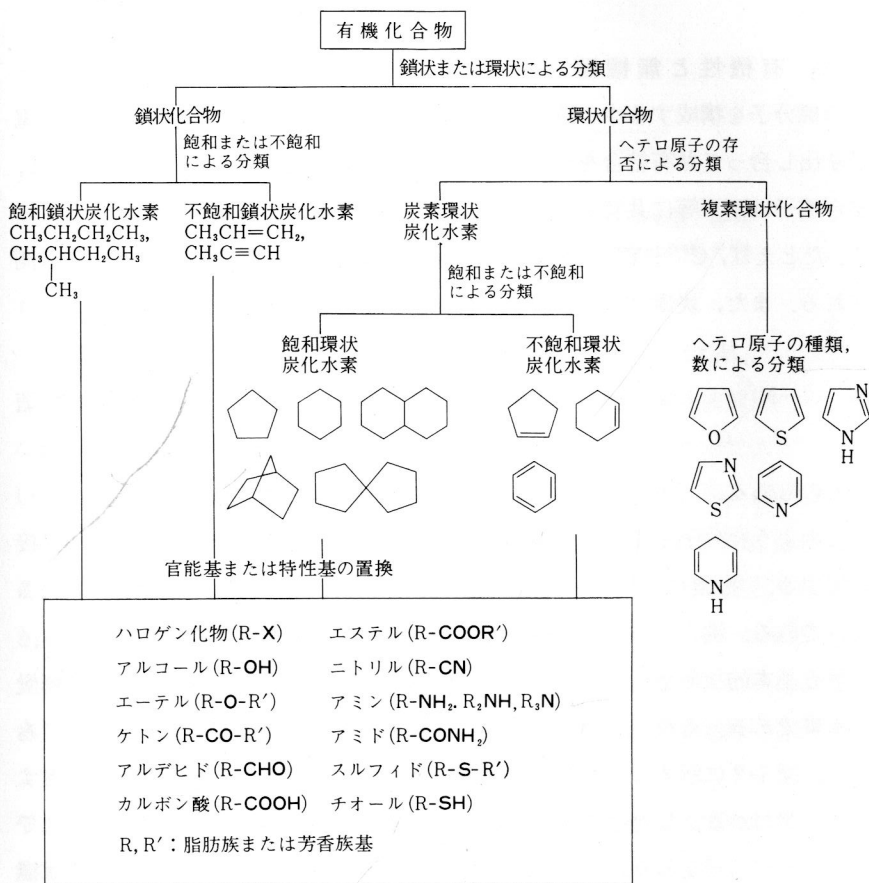 有機化合物
鎖状または環状による分類
鎖状化合物
環状化合物
飽和または不飽和
による分類
ヘテロ原子の存
否による分類
飽和鎖状炭化水素
CH₃CH₂CH₂CH₃,
CH₃CHCH₂CH₃
CH₃
不飽和鎖状炭化水素
CH₃CH=CH₂,
CH₃C≡CH
炭素環状
炭化水素
複素環状化合物
飽和または不飽和
による分類
飽和環状
炭化水素
不飽和環状
炭化水素
ヘテロ原子の種類,
数による分類
O
S
N
N
H
N
S
N
N
H
官能基または特性基の置換
ハロゲン化物(R-X)
エステル(R-COOR′)
アルコール(R-OH)
ニトリル(R-CN)
エーテル(R-O-R′)
アミン(R-NH₂. R₂NH, R₃N)
ケトン(R-CO-R′)
アミド(R-CONH₂)
アルデヒド(R-CHO)
スルフィド(R-S-R′)
カルボン酸(R-COOH)
チオール(R-SH)
R, R′：脂肪族または芳香族基